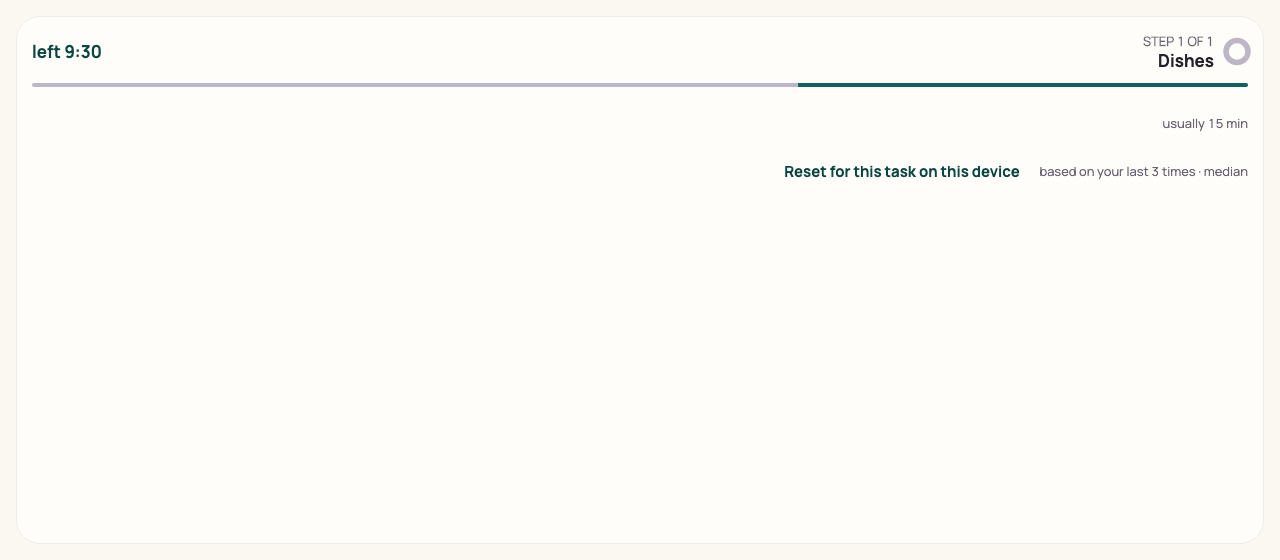 left 9:30
STEP 1 OF 1
Dishes
usually 15 min
Reset for this task on this device
based on your last 3 times · median